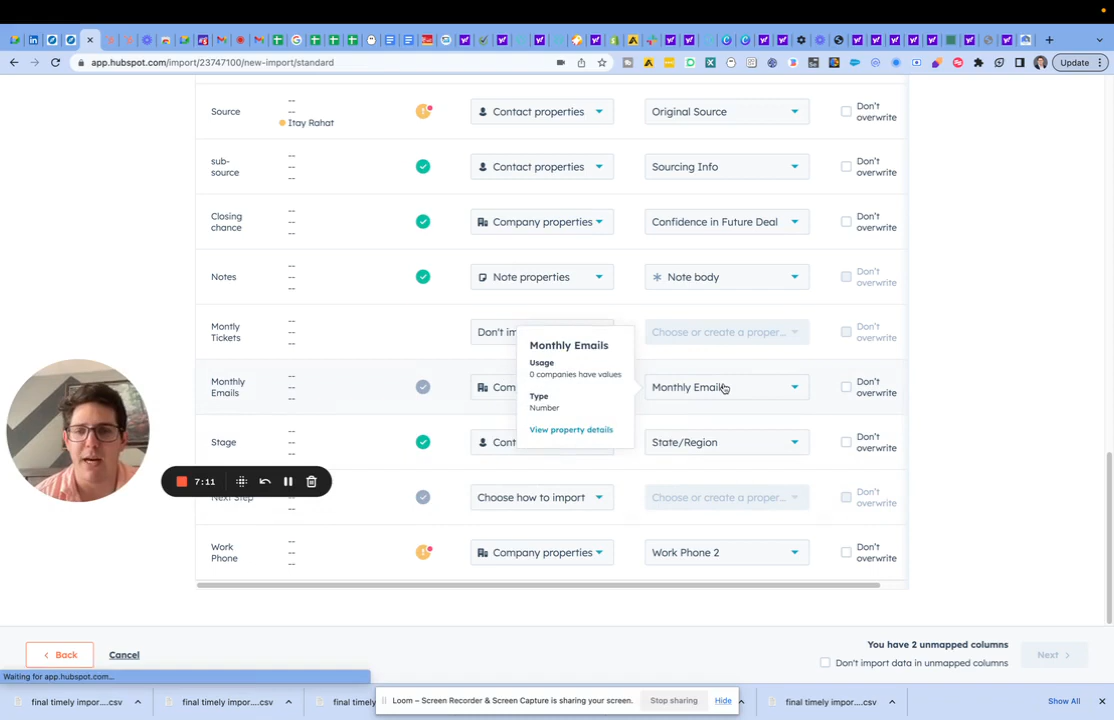 app.hubspot.com/import/23747100/new-import/standard
Update
Source
--
--
Itay Rahat
Contact properties
Original Source
Don't
overwrite
sub-
source
--
--
--
Contact properties
Sourcing Info
Don't
overwrite
Closing
chance
--
--
--
Company properties
Confidence in Future Deal
Don't
overwrite
Notes
--
--
--
Note properties
Note body
Don't
overwrite
Montly
Tickets
--
--
--
Don't im
Choose or create a proper...
Don't
overwrite
Monthly Emails
Usage
0 companies have values
Type
Number
View property details
Monthly
Emails
--
--
--
Com
Monthly Emails
Don't
overwrite
Stage
--
--
--
Cont
State/Region
Don't
overwrite
7:11
Next Step
--
--
Choose how to import
Choose or create a proper...
Don't
overwrite
Work
Phone
--
--
--
Company properties
Work Phone 2
Don't
overwrite
Back
Cancel
You have 2 unmapped columns
Don't import data in unmapped columns
Next
Waiting for app.hubspot.com...
final timely impor....csv
final timely impor....csv
final timely
Loom – Screen Recorder & Screen Capture is sharing your screen.
Stop sharing
Hide
final timely impor....csv
Show All